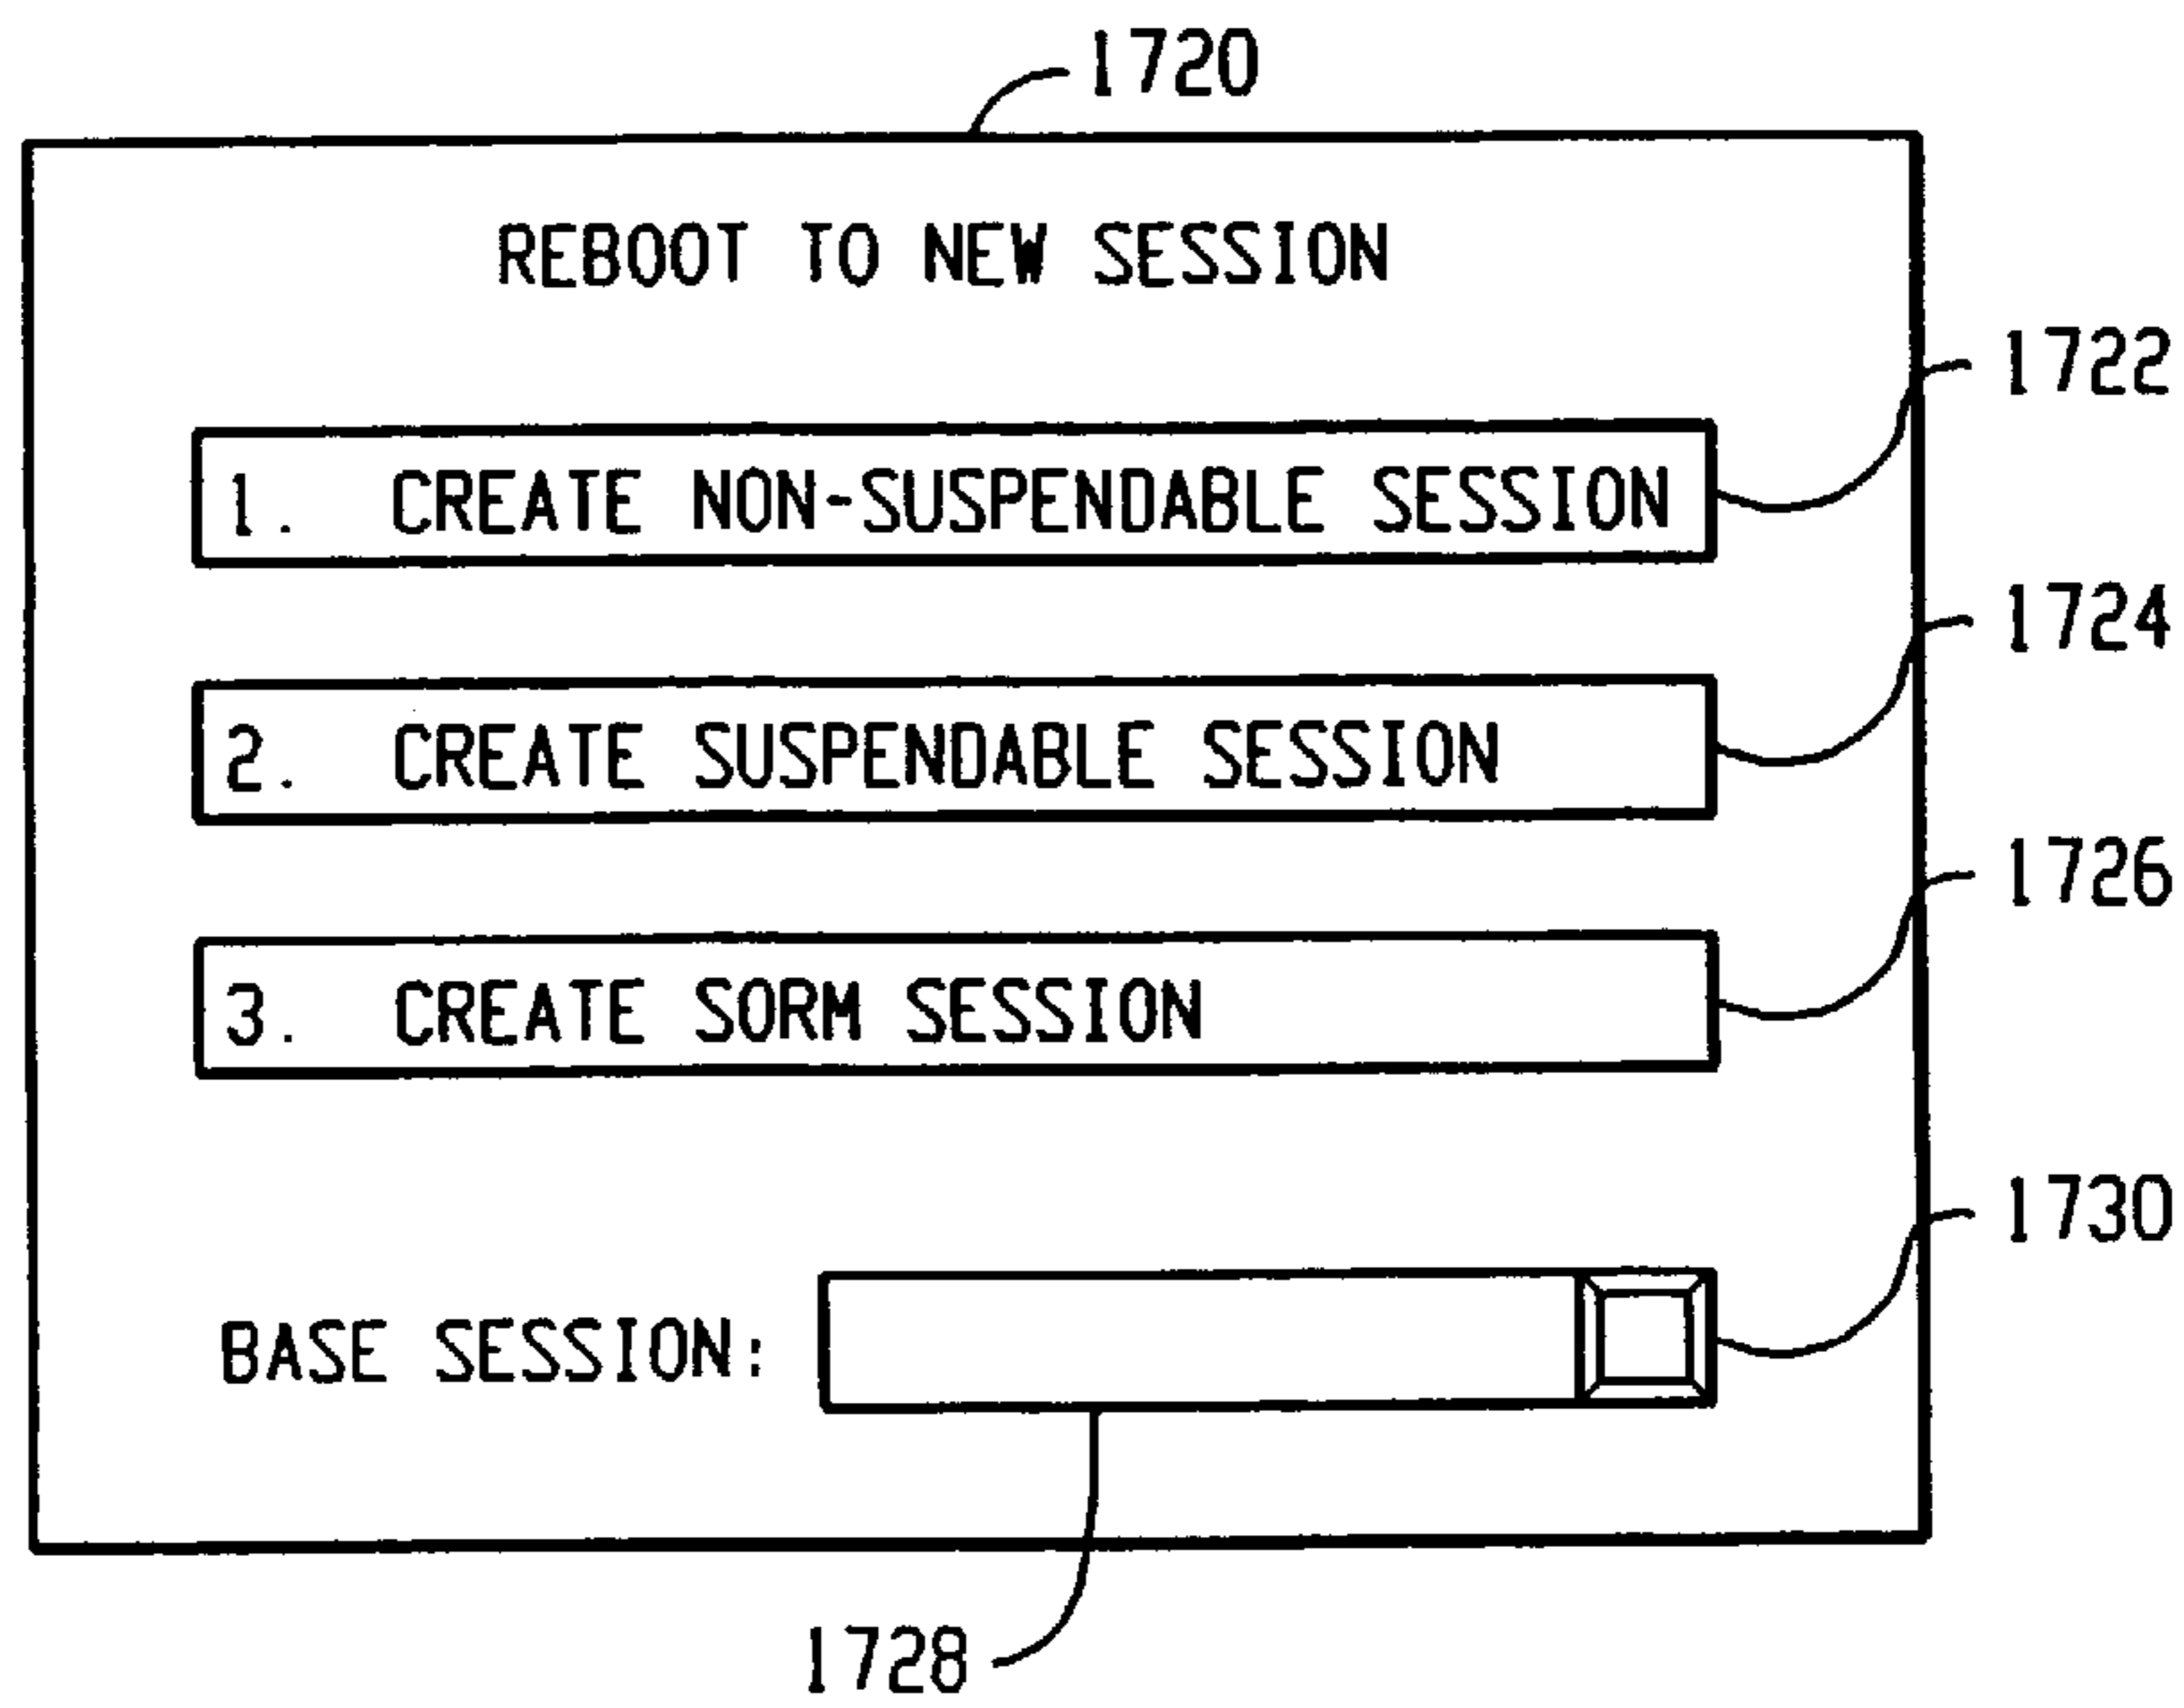 1720
REBOOT TO NEW SESSION
1722
1. CREATE NON-SUSPENDABLE SESSION
1724
2. CREATE SUSPENDABLE SESSION
1726
3. CREATE SORM SESSION
1730
BASE SESSION:
1728